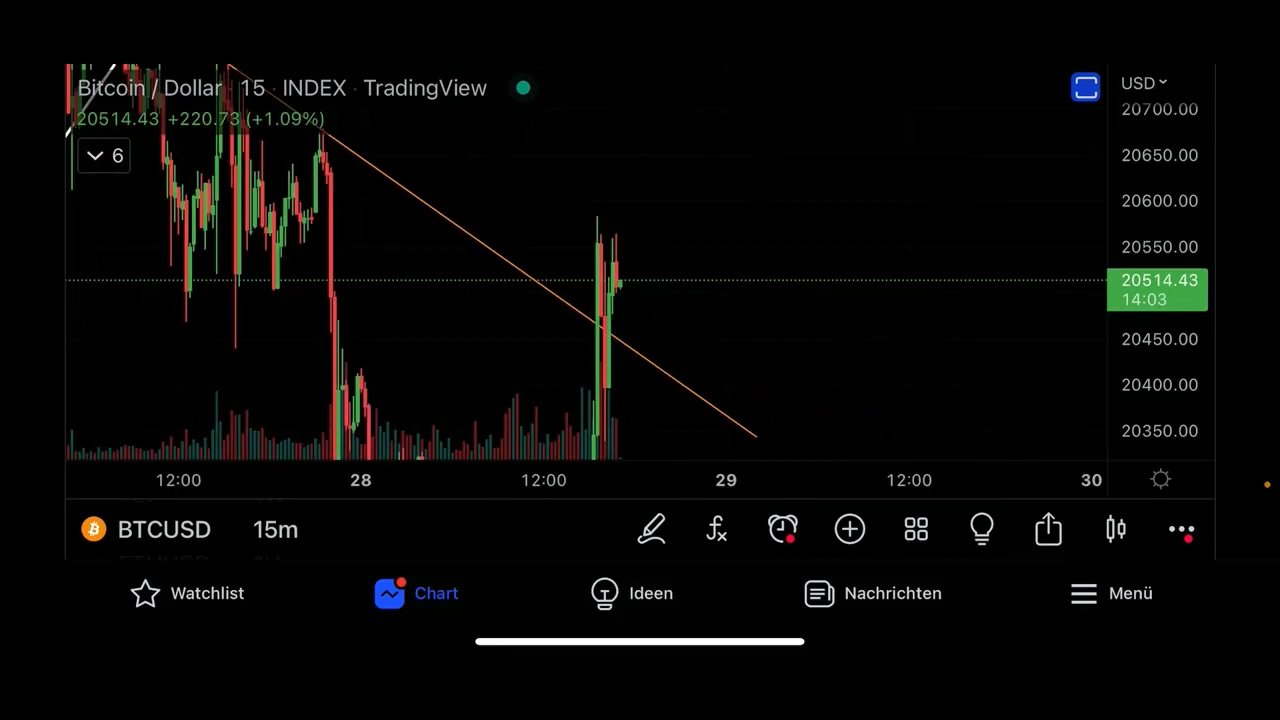 Bitcoin / Dollar · 15 · INDEX · TradingView
USD
20514.43 +220.73 (+1.09%)
6
20700.00
20650.00
20600.00
20550.00
20514.43
14:03
20450.00
20400.00
20350.00
12:00 28 12:00 29 12:00 30
BTCUSD 15m
Watchlist Chart Ideen Nachrichten Menü